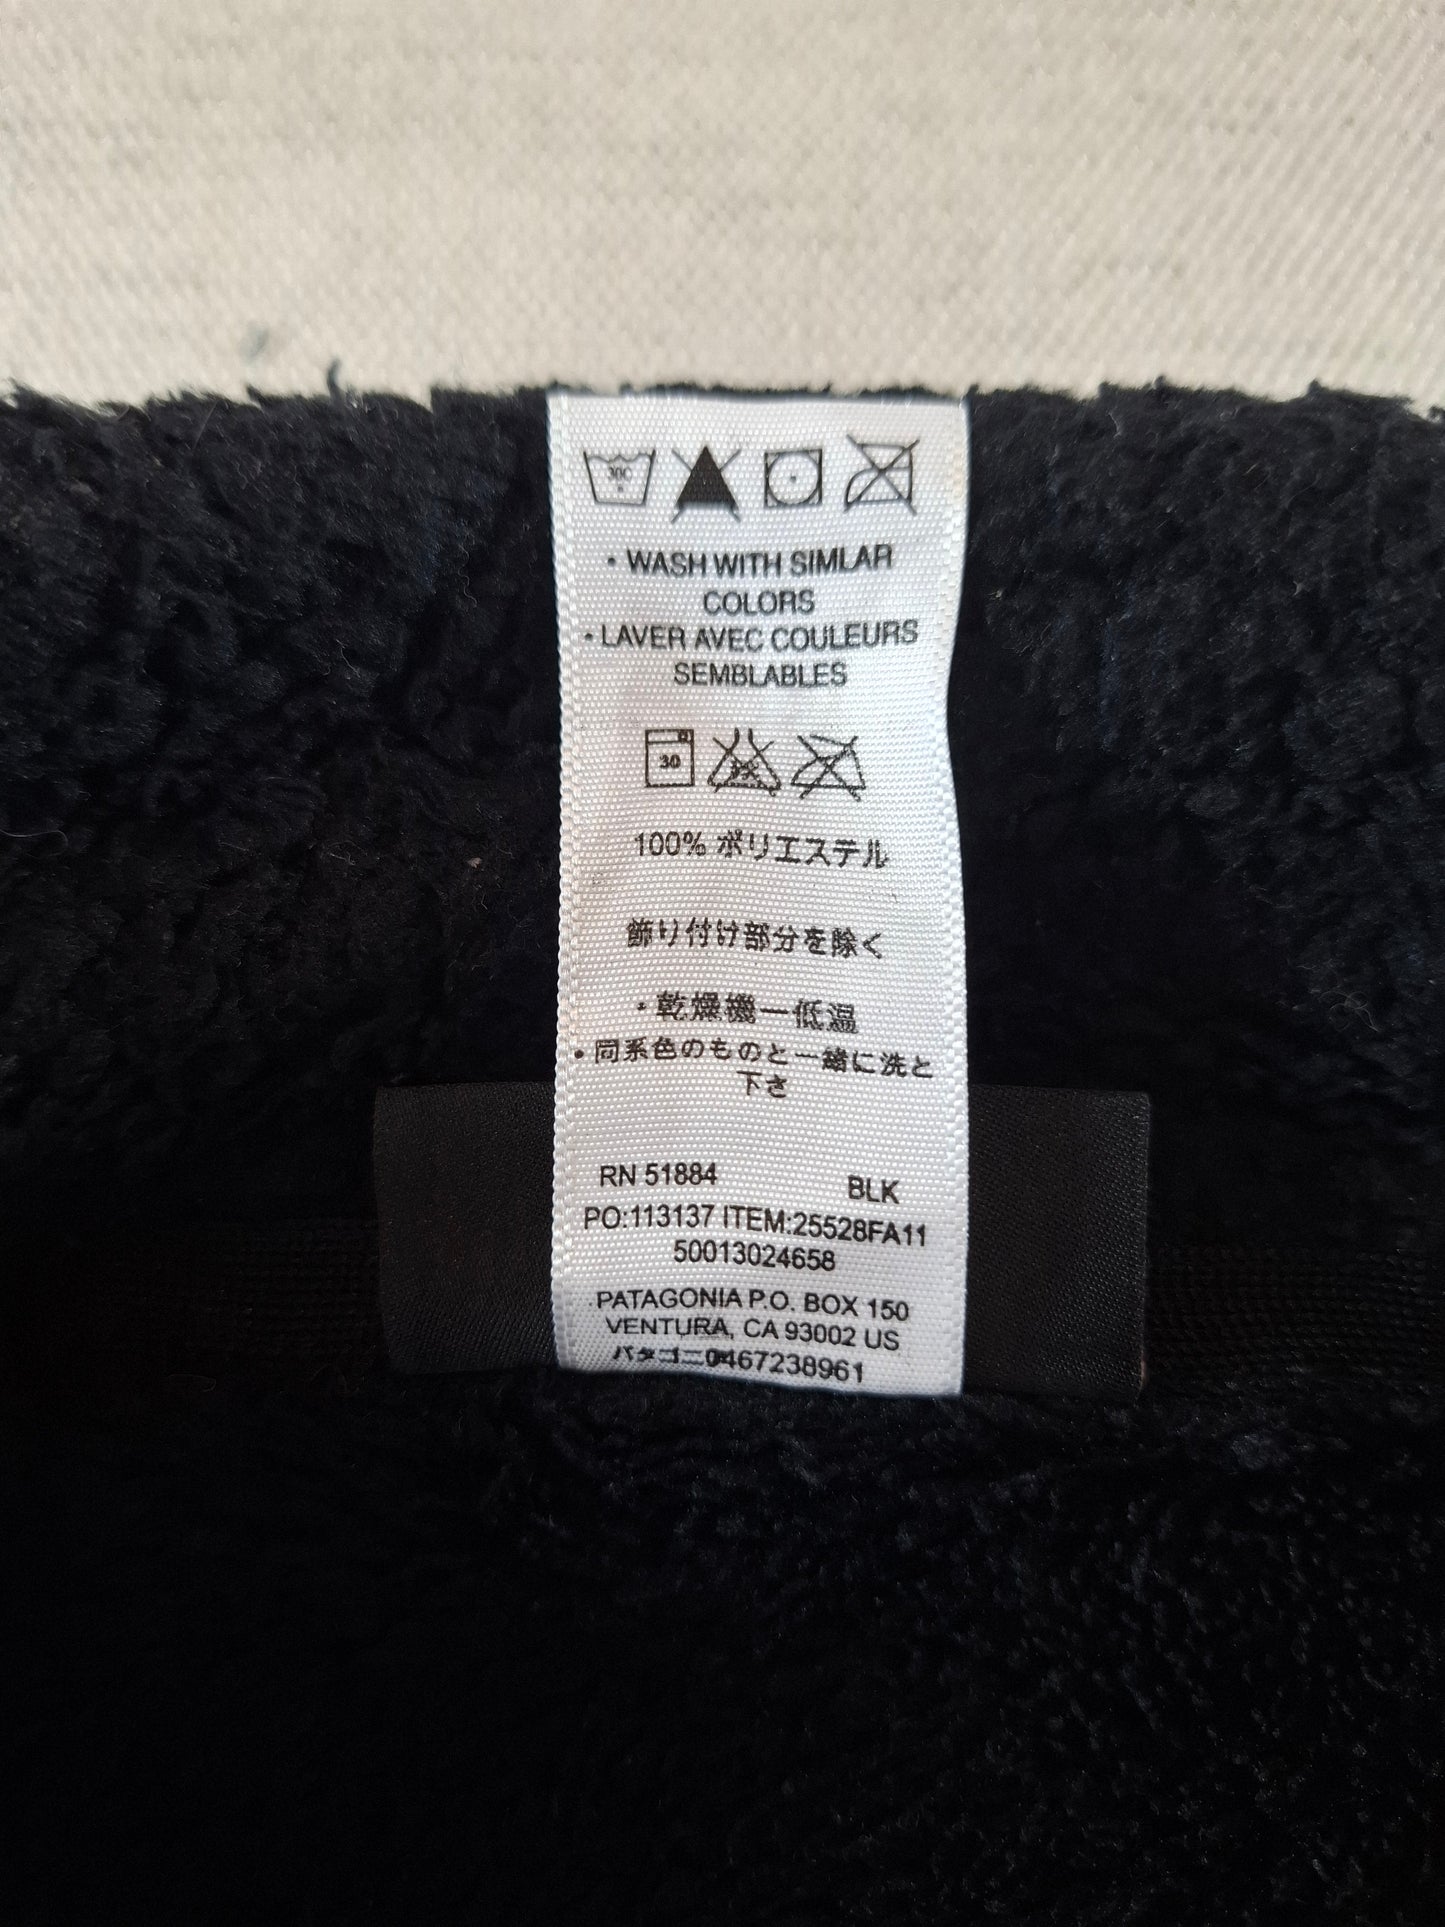 30C
• WASH WITH SIMLAR
COLORS
• LAVER AVEC COULEURS
SEMBLABLES
30
100% ポリエステル
飾り付け部分を除く
• 乾燥機一低温
• 同系色のものと一緒に洗と
下さ
RN 51884 BLK
PO:113137 ITEM:25528FA11
50013024658
PATAGONIA P.O. BOX 150
VENTURA, CA 93002 US
パタゴニア0467238961